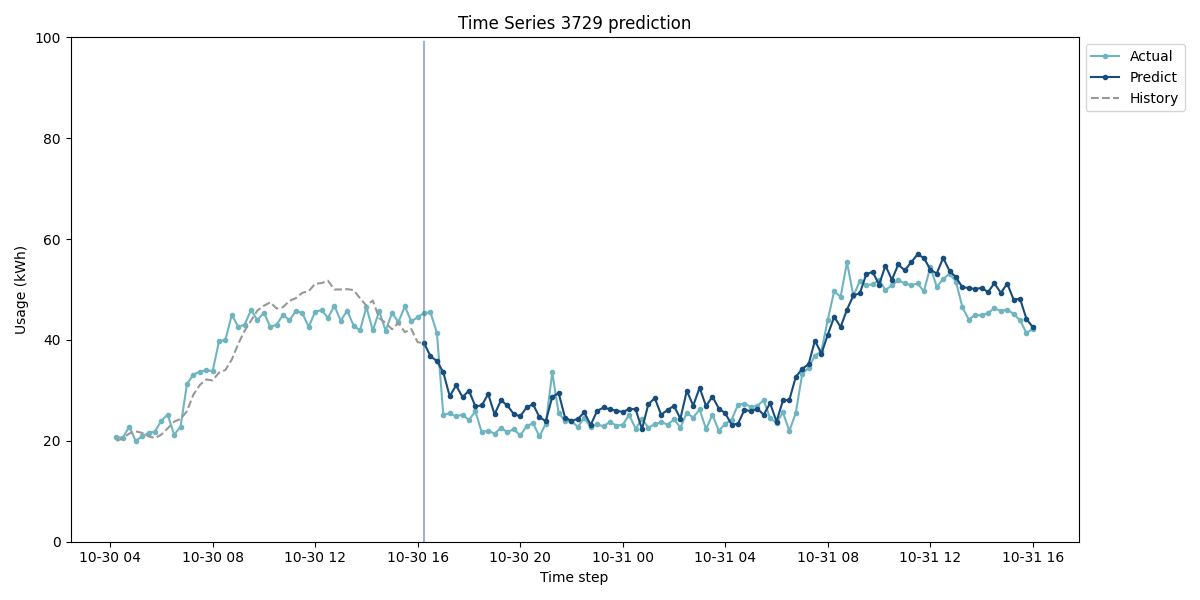 Time Series 3729 prediction
Usage (kWh)
100
80
60
40
20
0
10-30 04 10-30 08 10-30 12 10-30 16 10-30 20 10-31 00 10-31 04 10-31 08 10-31 12 10-31 16
Time step
Actual
Predict
History